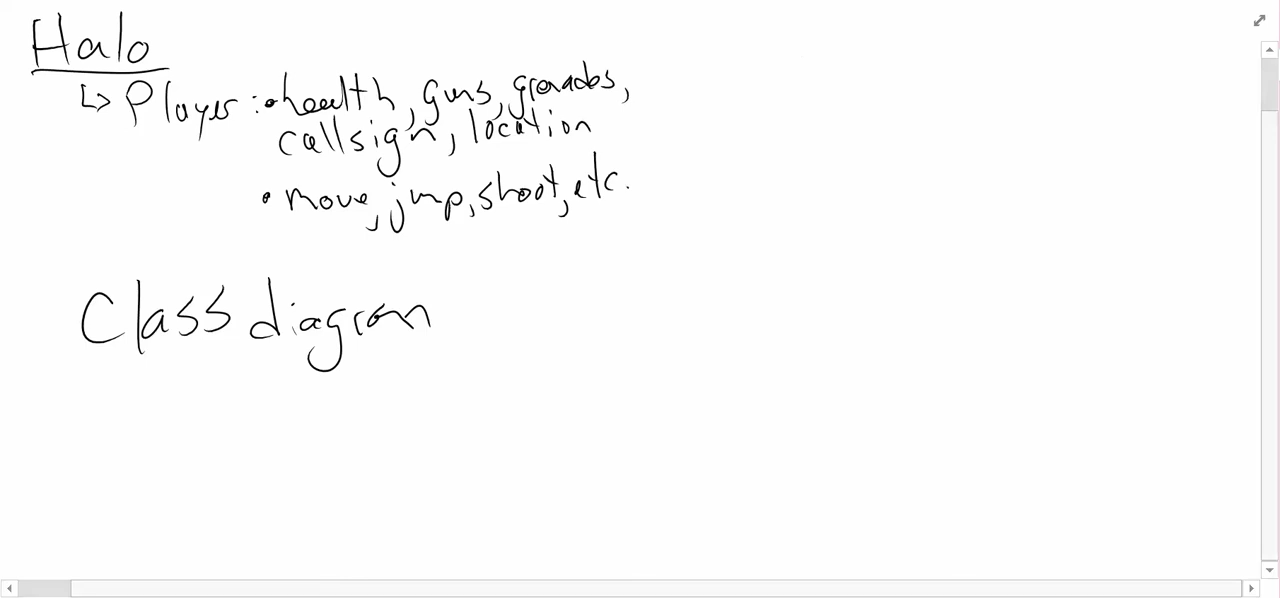 Halo
↳ Player : • health, guns, grenades,
callsign, location
• move, jump, shoot, etc.
Class diagram